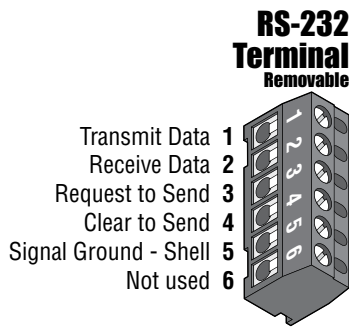 RS-232
Terminal
Removable
Transmit Data 1
Receive Data 2
Request to Send 3
Clear to Send 4
Signal Ground - Shell 5
Not used 6
1
2
3
4
5
6